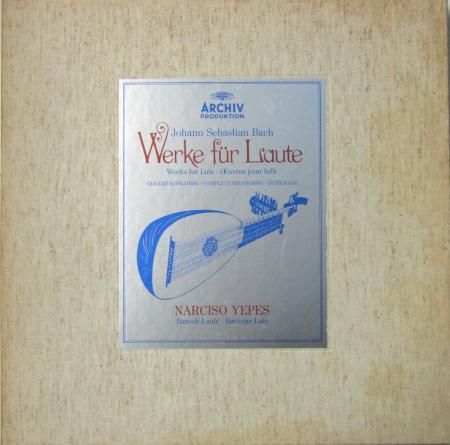 ARCHIV
PRODUKTION
Johann Sebastian Bach
Werke für Laute
Works for Lute · Œuvres pour luth
GESAMTAUFNAHME · COMPLETE RECORDING · INTÉGRALE
NARCISO YEPES
Barock-Laute · Baroque Lute